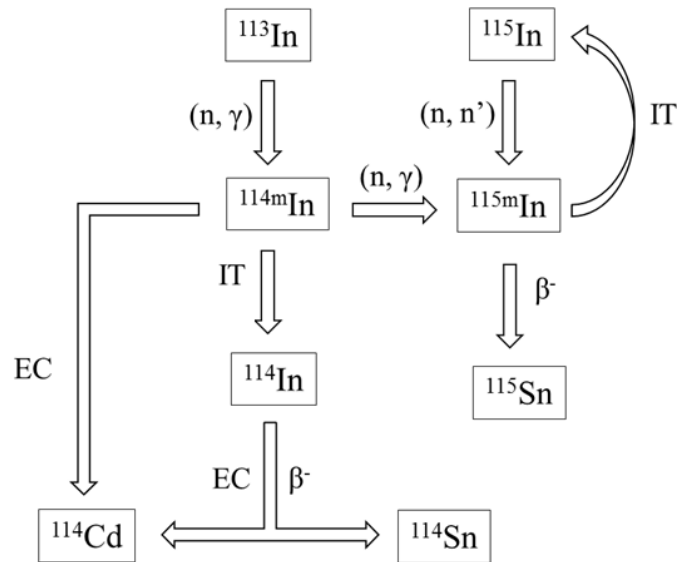 ¹¹³In ¹¹⁵In
(n, γ) (n, n’) IT
(n, γ)
¹¹⁴ᵐIn ¹¹⁵ᵐIn
IT β⁻
EC ¹¹⁴In ¹¹⁵Sn
EC β⁻
¹¹⁴Cd ¹¹⁴Sn